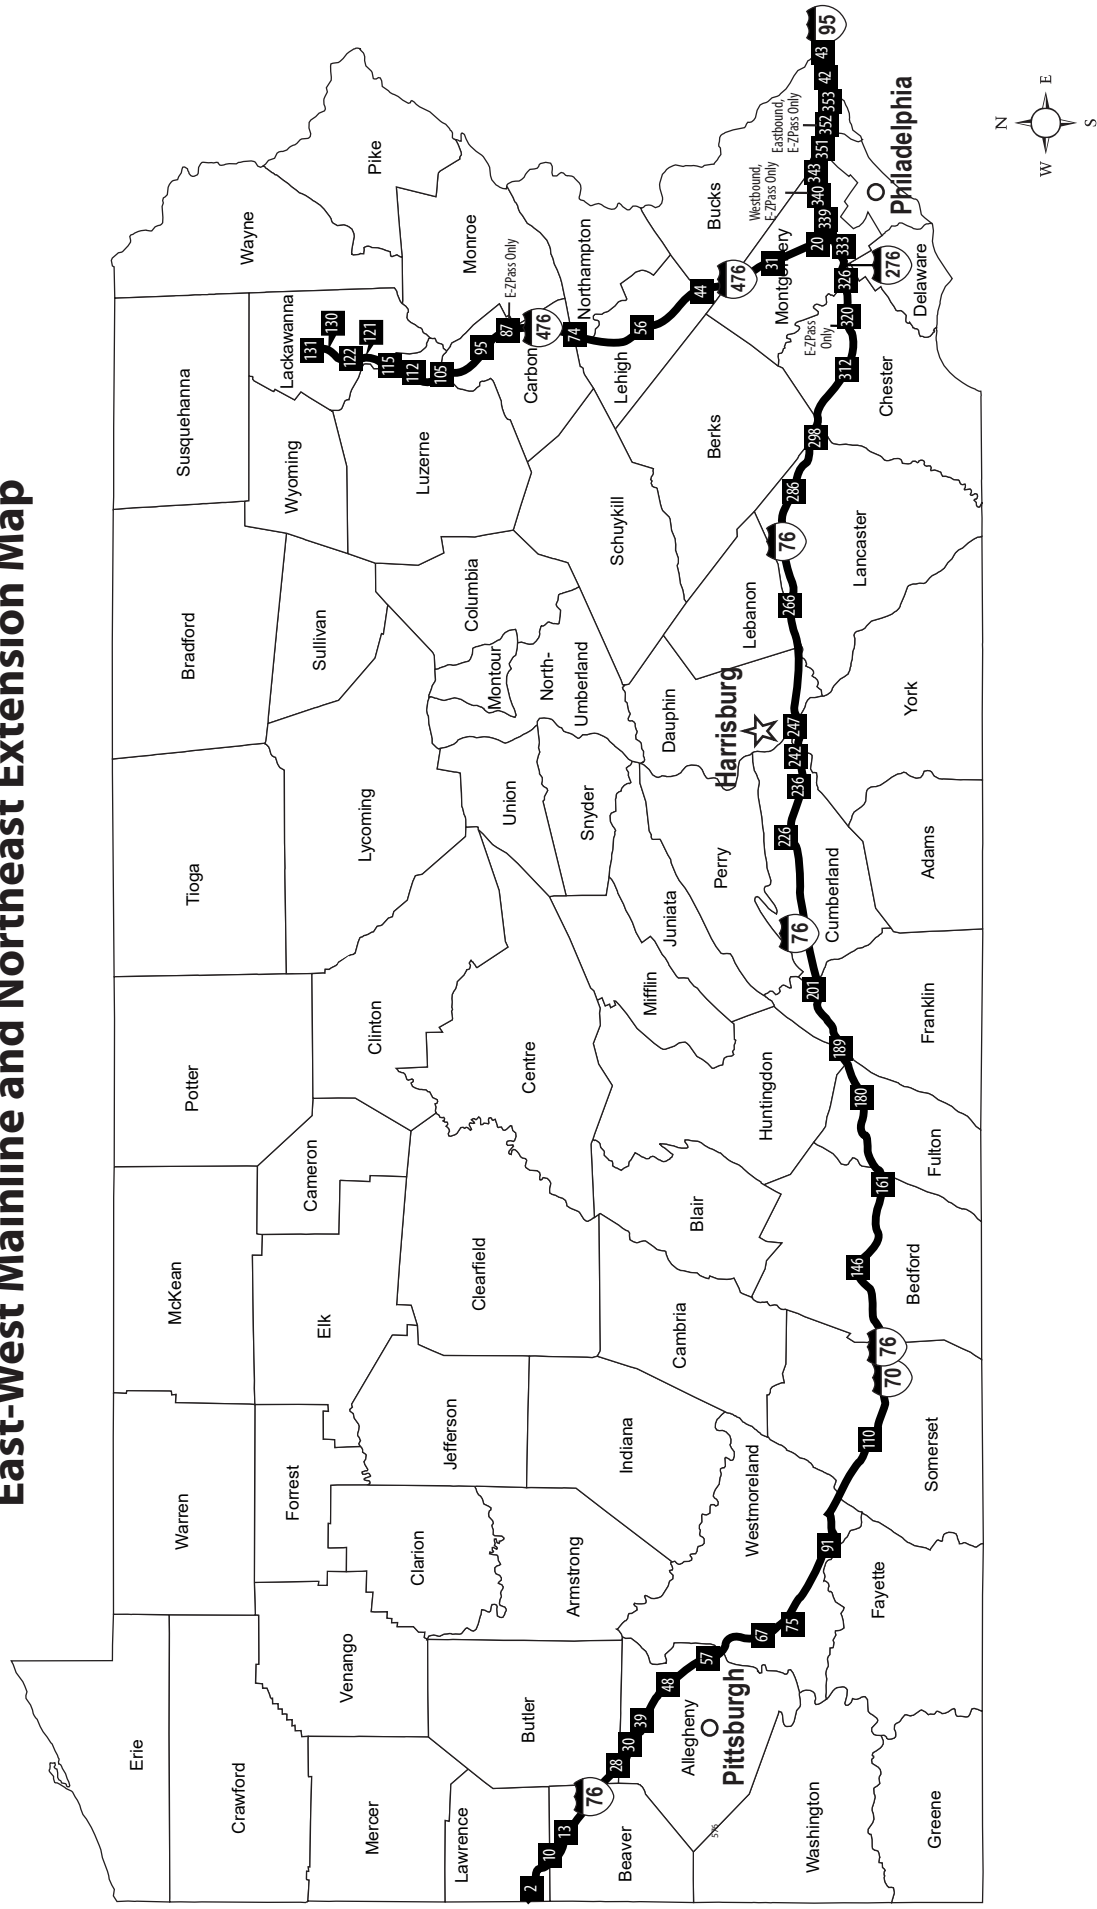 East-West Mainline and Northeast Extension Map
Erie
Crawford
Warren
McKean
Potter
Tioga
Bradford
Susquehanna
Wayne
Pike
Mercer
Venango
Forrest
Elk
Cameron
Clinton
Lycoming
Sullivan
Wyoming
Lackawanna
131
130
122
121
115
112
105
95
87
E-ZPass Only
476
74
Lawrence
Butler
Clarion
Jefferson
Clearfield
Centre
Union
Montour
Columbia
Luzerne
Monroe
Carbon
Northampton
Armstrong
Indiana
Cambria
Blair
Huntingdon
Mifflin
Juniata
Snyder
North-
Umberland
Schuykill
Lehigh
56
44
476
31
20
Beaver
Allegheny
Pittsburgh
576
Westmoreland
Perry
Dauphin
Harrisburg
Lebanon
Berks
Montgomery
Bucks
Westbound,
E-ZPass Only
Eastbound,
E-ZPass Only
E-ZPass
Only
2
10
13
76
28
30
39
48
57
67
75
91
110
70
76
146
161
180
189
201
76
226
236
242
247
266
76
286
298
312
320
326
276
333
339
340
343
351
352
353
42
43
95
Washington
Greene
Fayette
Somerset
Bedford
Fulton
Franklin
Cumberland
Adams
York
Lancaster
Chester
Delaware
Philadelphia
N
W
E
S